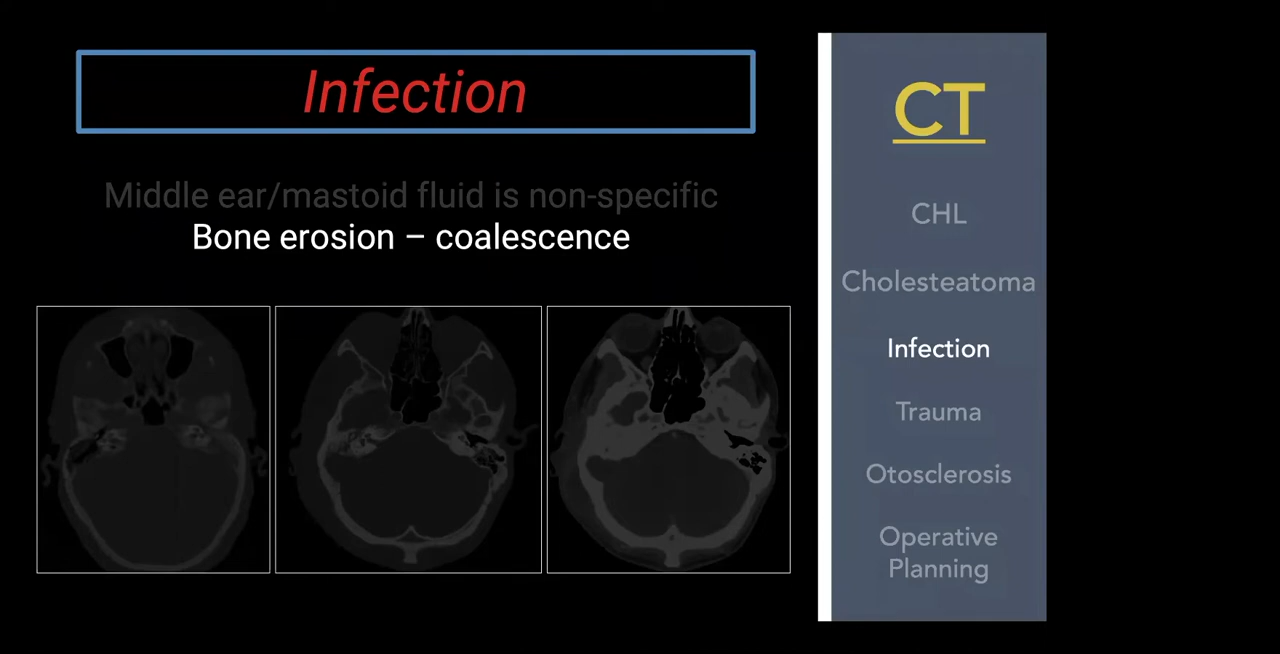 Infection
Middle ear/mastoid fluid is non-specific
Bone erosion – coalescence
CT
CHL
Cholesteatoma
Infection
Trauma
Otosclerosis
Operative
Planning